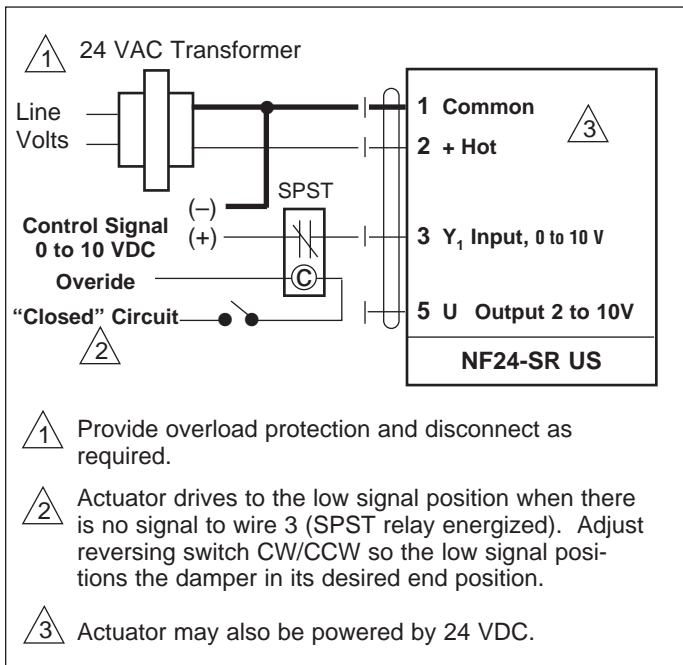 1 24 VAC Transformer
Line
Volts
1 Common
2 + Hot
3
SPST
(–)
Control Signal
0 to 10 VDC
(+)
3 Y1 Input, 0 to 10 V
Overide
C
“Closed” Circuit
2
5 U Output 2 to 10V
NF24-SR US
1 Provide overload protection and disconnect as
required.
2 Actuator drives to the low signal position when there
is no signal to wire 3 (SPST relay energized). Adjust
reversing switch CW/CCW so the low signal posi-
tions the damper in its desired end position.
3 Actuator may also be powered by 24 VDC.